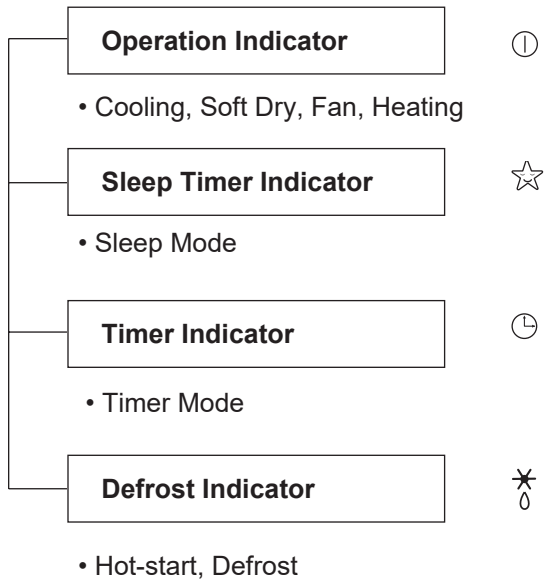 Operation Indicator
• Cooling, Soft Dry, Fan, Heating
Sleep Timer Indicator
• Sleep Mode
Timer Indicator
• Timer Mode
Defrost Indicator
• Hot-start, Defrost